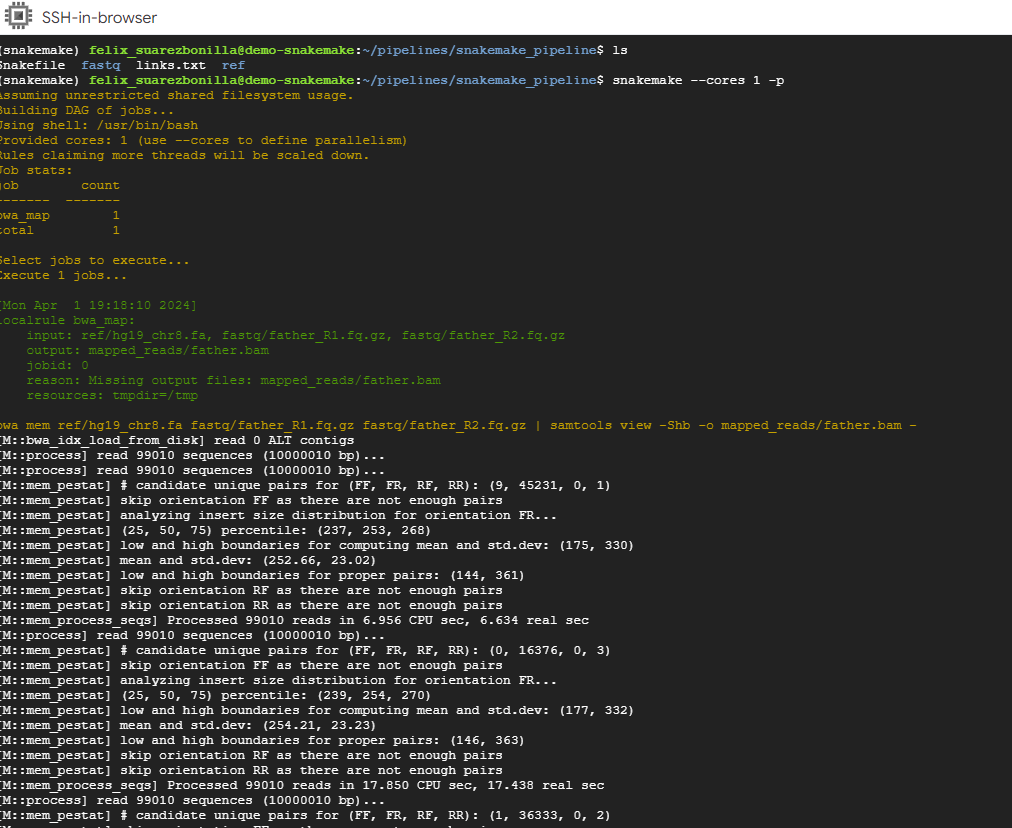 SSH-in-browser
(snakemake) felix_suarezbonilla@demo-snakemake:~/pipelines/snakemake_pipeline$ ls
Snakefile  fastq  links.txt  ref
(snakemake) felix_suarezbonilla@demo-snakemake:~/pipelines/snakemake_pipeline$ snakemake --cores 1 -p
Assuming unrestricted shared filesystem usage.
Building DAG of jobs...
Using shell: /usr/bin/bash
Provided cores: 1 (use --cores to define parallelism)
Rules claiming more threads will be scaled down.
Job stats:
job        count
-------  -------
bwa_map        1
total          1
Select jobs to execute...
Execute 1 jobs...
[Mon Apr  1 19:18:10 2024]
localrule bwa_map:
    input: ref/hg19_chr8.fa, fastq/father_R1.fq.gz, fastq/father_R2.fq.gz
    output: mapped_reads/father.bam
    jobid: 0
    reason: Missing output files: mapped_reads/father.bam
    resources: tmpdir=/tmp
bwa mem ref/hg19_chr8.fa fastq/father_R1.fq.gz fastq/father_R2.fq.gz | samtools view -Shb -o mapped_reads/father.bam -
[M::bwa_idx_load_from_disk] read 0 ALT contigs
[M::process] read 99010 sequences (10000010 bp)...
[M::process] read 99010 sequences (10000010 bp)...
[M::mem_pestat] # candidate unique pairs for (FF, FR, RF, RR): (9, 45231, 0, 1)
[M::mem_pestat] skip orientation FF as there are not enough pairs
[M::mem_pestat] analyzing insert size distribution for orientation FR...
[M::mem_pestat] (25, 50, 75) percentile: (237, 253, 268)
[M::mem_pestat] low and high boundaries for computing mean and std.dev: (175, 330)
[M::mem_pestat] mean and std.dev: (252.66, 23.02)
[M::mem_pestat] low and high boundaries for proper pairs: (144, 361)
[M::mem_pestat] skip orientation RF as there are not enough pairs
[M::mem_pestat] skip orientation RR as there are not enough pairs
[M::mem_process_seqs] Processed 99010 reads in 6.956 CPU sec, 6.634 real sec
[M::process] read 99010 sequences (10000010 bp)...
[M::mem_pestat] # candidate unique pairs for (FF, FR, RF, RR): (0, 16376, 0, 3)
[M::mem_pestat] skip orientation FF as there are not enough pairs
[M::mem_pestat] analyzing insert size distribution for orientation FR...
[M::mem_pestat] (25, 50, 75) percentile: (239, 254, 270)
[M::mem_pestat] low and high boundaries for computing mean and std.dev: (177, 332)
[M::mem_pestat] mean and std.dev: (254.21, 23.23)
[M::mem_pestat] low and high boundaries for proper pairs: (146, 363)
[M::mem_pestat] skip orientation RF as there are not enough pairs
[M::mem_pestat] skip orientation RR as there are not enough pairs
[M::mem_process_seqs] Processed 99010 reads in 17.850 CPU sec, 17.438 real sec
[M::process] read 99010 sequences (10000010 bp)...
[M::mem_pestat] # candidate unique pairs for (FF, FR, RF, RR): (1, 36333, 0, 2)